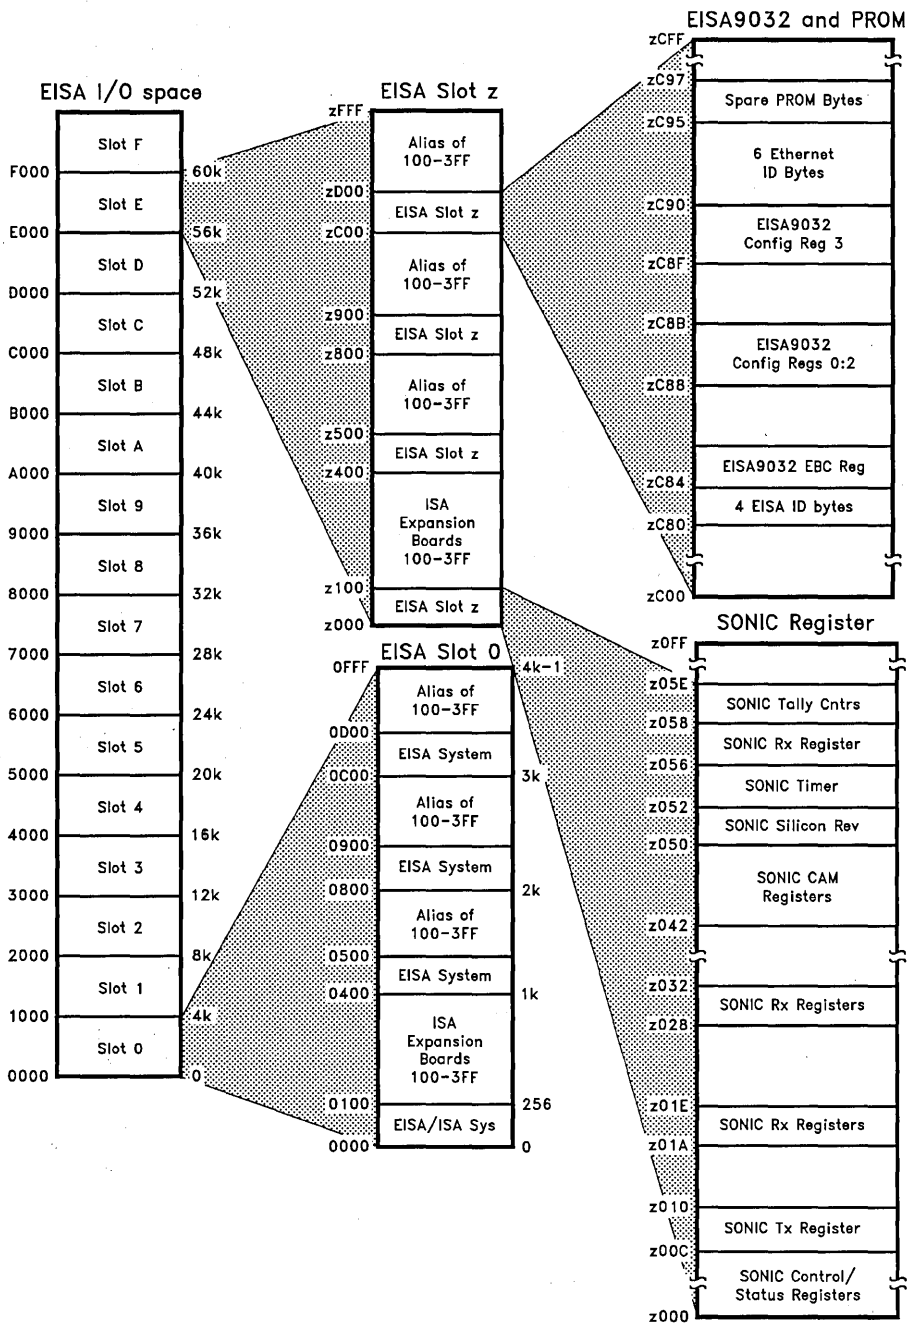 EISA I/O space
Slot F
F000
60k
Slot E
E000
56k
Slot D
D000
52k
Slot C
C000
48k
Slot B
B000
44k
Slot A
A000
40k
Slot 9
9000
36k
Slot 8
8000
32k
Slot 7
7000
28k
Slot 6
6000
24k
Slot 5
5000
20k
Slot 4
4000
16k
Slot 3
3000
12k
Slot 2
2000
8k
Slot 1
1000
4k
Slot 0
0000
0
EISA Slot z
zFFF
Alias of
100-3FF
zD00
EISA Slot z
zC00
Alias of
100-3FF
z900
EISA Slot z
z800
Alias of
100-3FF
z500
EISA Slot z
z400
ISA
Expansion
Boards
100-3FF
z100
EISA Slot z
z000
EISA Slot 0
0FFF
4k-1
Alias of
100-3FF
0D00
EISA System
0C00
3k
Alias of
100-3FF
0900
EISA System
0800
2k
Alias of
100-3FF
0500
EISA System
0400
1k
ISA
Expansion
Boards
100-3FF
0100
256
EISA/ISA Sys
0000
0
EISA9032 and PROM
zCFF
zC97
Spare PROM Bytes
zC95
6 Ethernet
ID Bytes
zC90
EISA9032
Config Reg 3
zC8F
zC8B
EISA9032
Config Regs 0:2
zC88
EISA9032 EBC Reg
zC84
4 EISA ID bytes
zC80
zC00
SONIC Register
z0FF
z05E
SONIC Tally Cntrs
z058
SONIC Rx Register
z056
SONIC Timer
z052
SONIC Silicon Rev
z050
SONIC CAM
Registers
z042
z032
SONIC Rx Registers
z028
z01E
SONIC Rx Registers
z01A
z010
SONIC Tx Register
z00C
SONIC Control/
Status Registers
z000